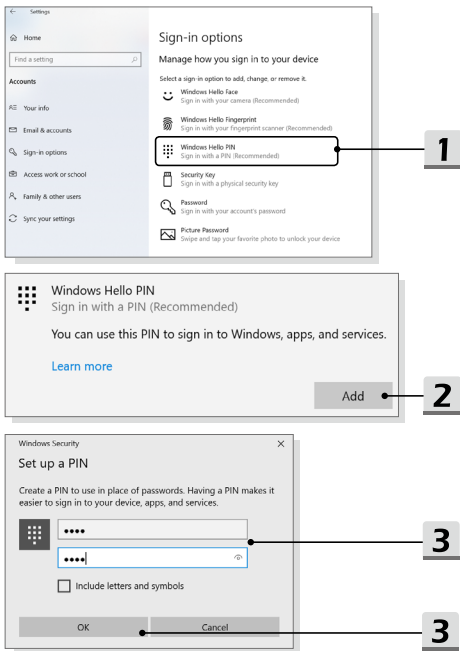 Settings
Home
Find a setting
Accounts
Your info
Email & accounts
Sign-in options
Access work or school
Family & other users
Sync your settings
Sign-in options
Manage how you sign in to your device
Select a sign-in option to add, change, or remove it.
Windows Hello Face
Sign in with your camera (Recommended)
Windows Hello Fingerprint
Sign in with your fingerprint scanner (Recommended)
Windows Hello PIN
Sign in with a PIN (Recommended)
Security Key
Sign in with a physical security key
Password
Sign in with your account's password
Picture Password
Swipe and tap your favorite photo to unlock your device
1
Windows Hello PIN
Sign in with a PIN (Recommended)
You can use this PIN to sign in to Windows, apps, and services.
Learn more
Add
2
Windows Security
Set up a PIN
Create a PIN to use in place of passwords. Having a PIN makes it
easier to sign in to your device, apps, and services.
3
Include letters and symbols
OK Cancel
3